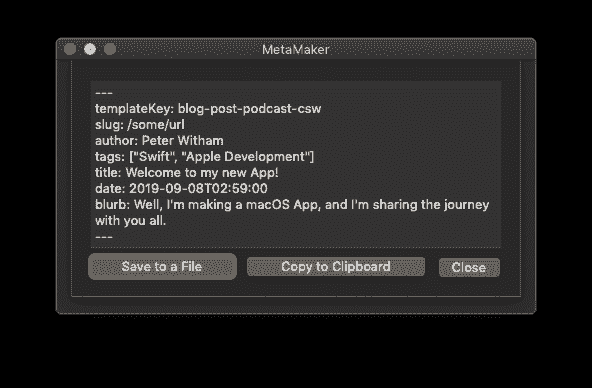 MetaMaker
---
templateKey: blog-post-podcast-csw
slug: /some/url
author: Peter Witham
tags: ["Swift", "Apple Development"]
title: Welcome to my new App!
date: 2019-09-08T02:59:00
blurb: Well, I'm making a macOS App, and I'm sharing the journey
with you all.
---
Save to a File Copy to Clipboard Close